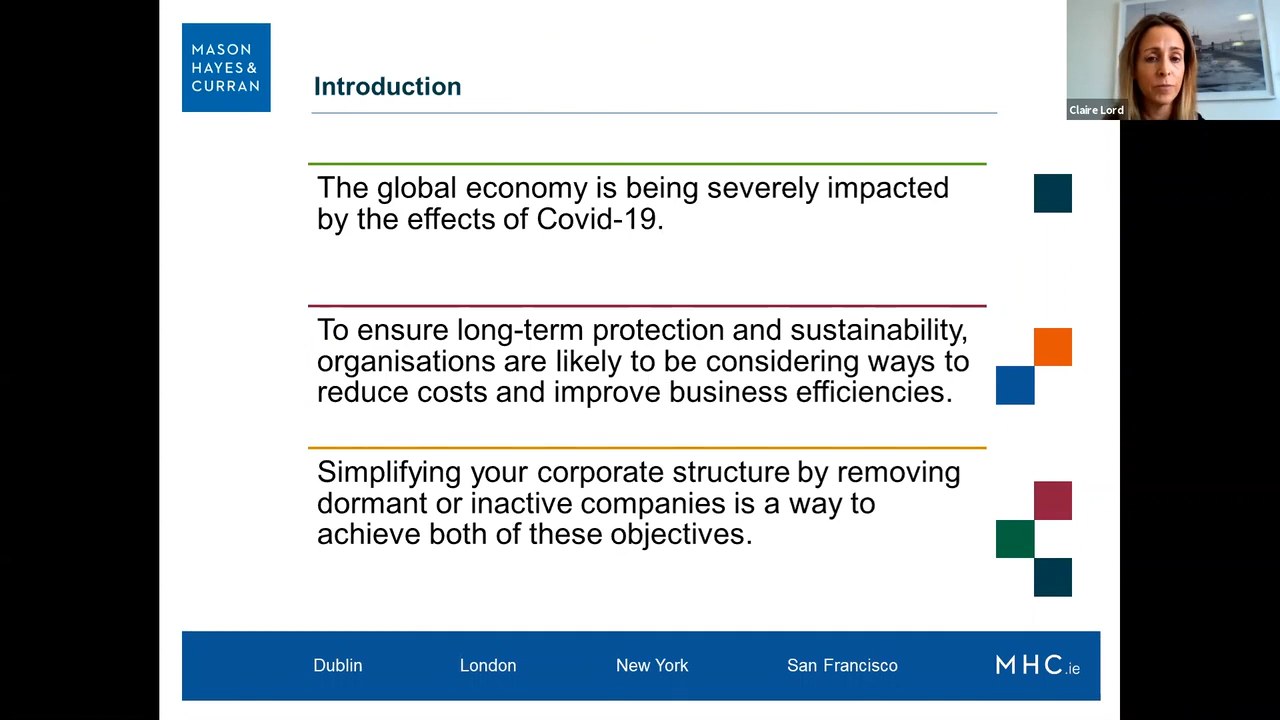 MASON
HAYES &
CURRAN
Introduction
Claire Lord
The global economy is being severely impacted
by the effects of Covid-19.
To ensure long-term protection and sustainability,
organisations are likely to be considering ways to
reduce costs and improve business efficiencies.
Simplifying your corporate structure by removing
dormant or inactive companies is a way to
achieve both of these objectives.
Dublin London New York San Francisco MHC.ie